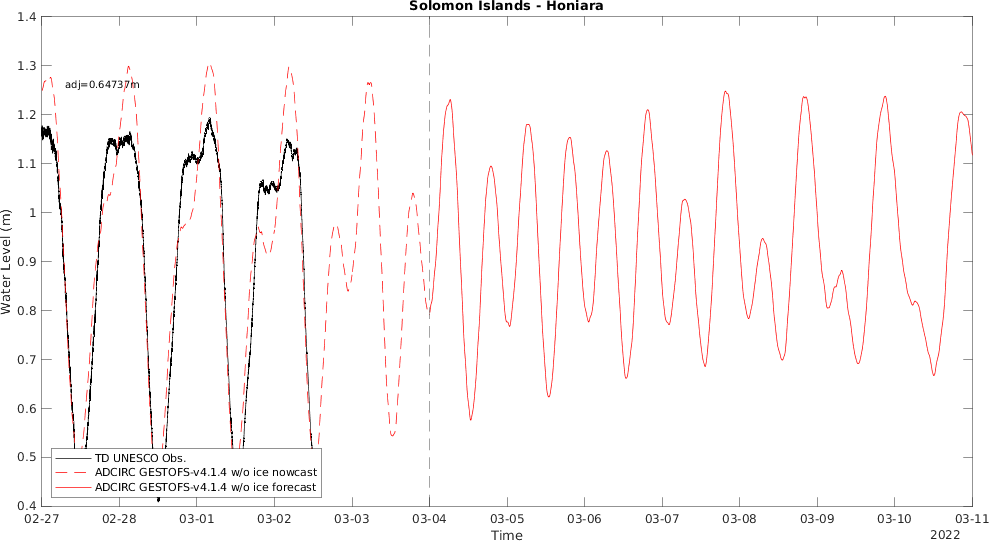 Solomon Islands - Honiara
1.4
1.3
1.2
1.1
1
0.9
0.8
0.7
0.6
0.5
0.4
Water Level (m)
adj=0.64737m
TD UNESCO Obs.
ADCIRC GESTOFS-v4.1.4 w/o ice nowcast
ADCIRC GESTOFS-v4.1.4 w/o ice forecast
02-27 02-28 03-01 03-02 03-03 03-04 03-05 03-06 03-07 03-08 03-09 03-10 03-11
Time
2022